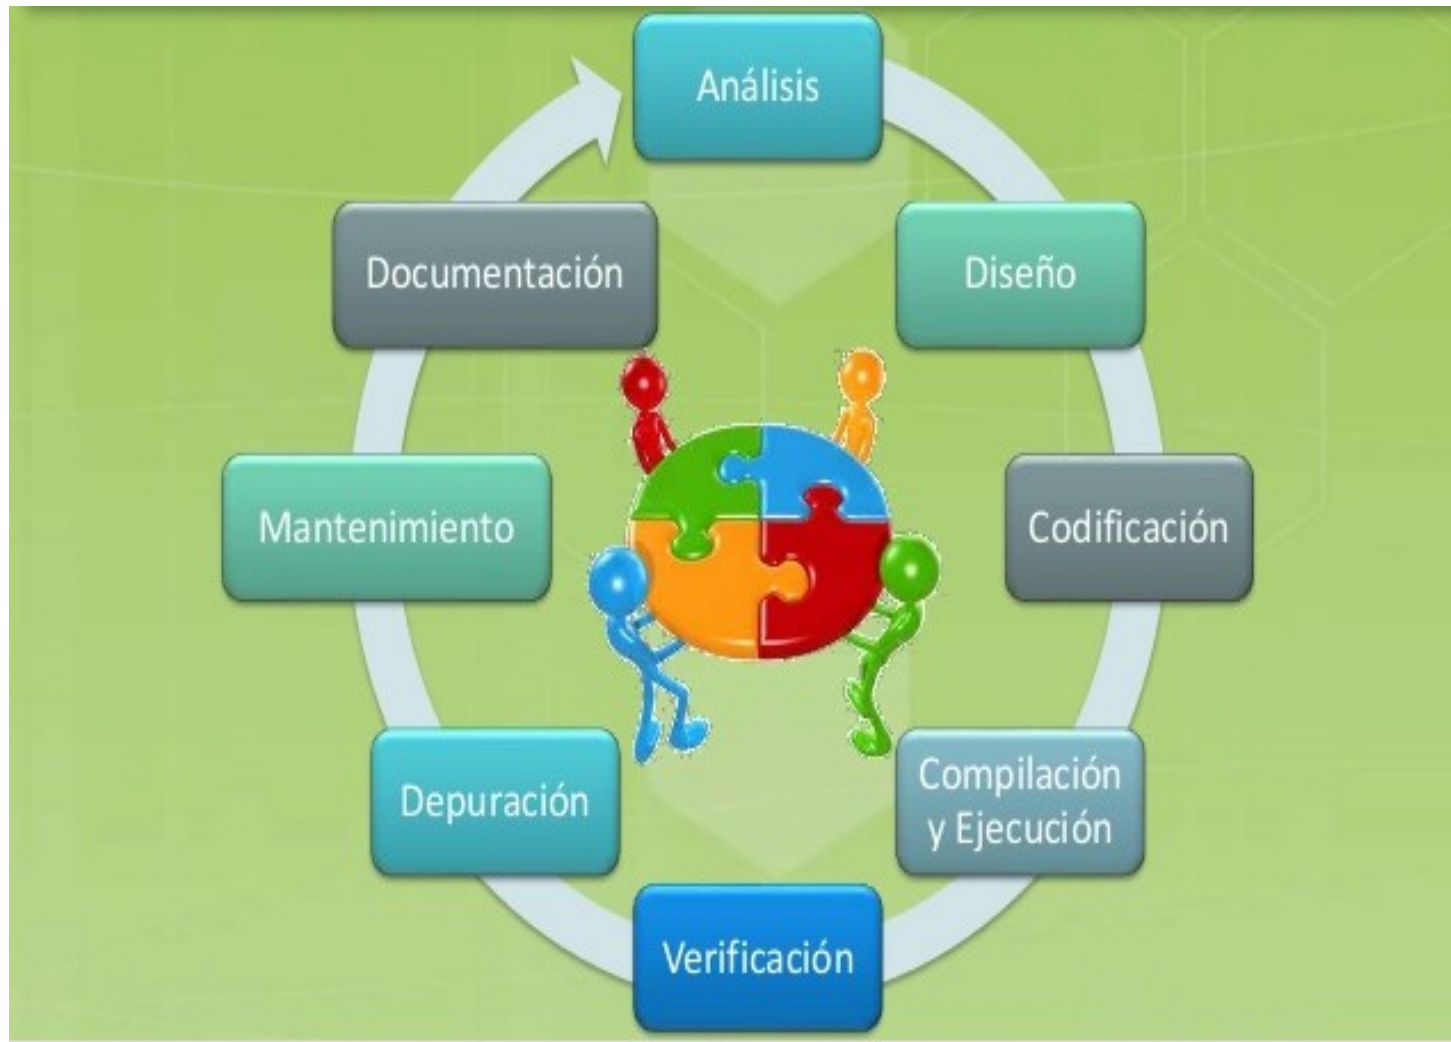 Análisis
Diseño
Codificación
Compilación
y Ejecución
Verificación
Depuración
Mantenimiento
Documentación